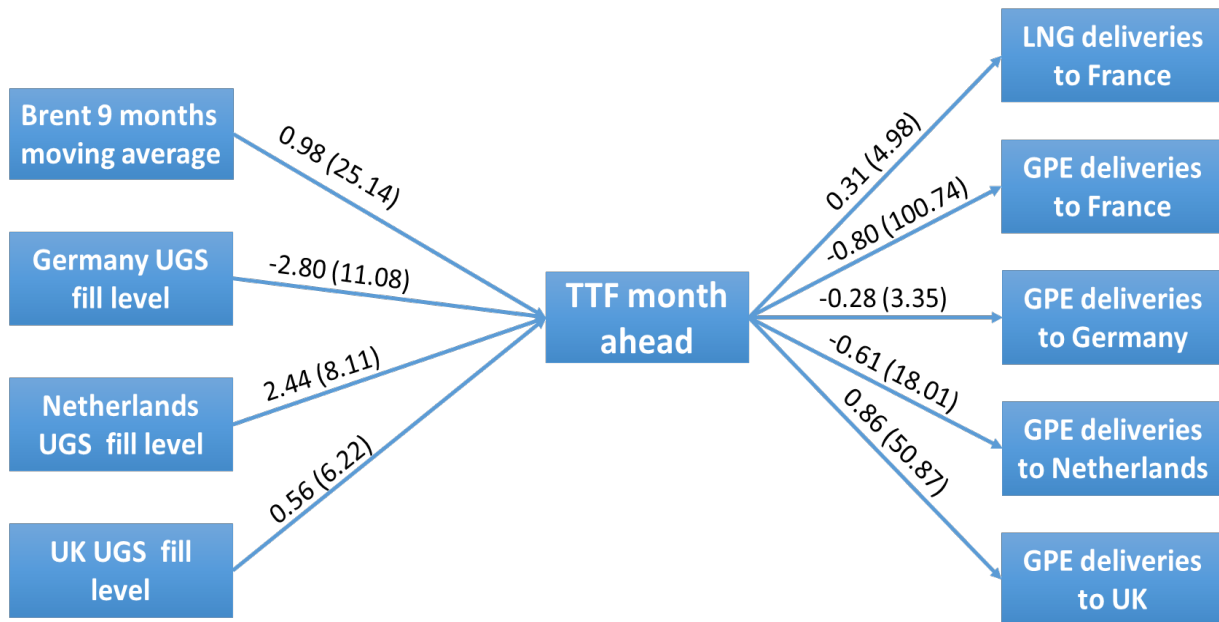 Brent 9 months
moving average
Germany UGS
fill level
Netherlands
UGS fill level
UK UGS fill
level
0.98 (25.14)
-2.80 (11.08)
2.44 (8.11)
0.56 (6.22)
TTF month
ahead
0.31 (4.98)
-0.80 (100.74)
-0.28 (3.35)
-0.61 (18.01)
0.86 (50.87)
LNG deliveries
to France
GPE deliveries
to France
GPE deliveries
to Germany
GPE deliveries
to Netherlands
GPE deliveries
to UK